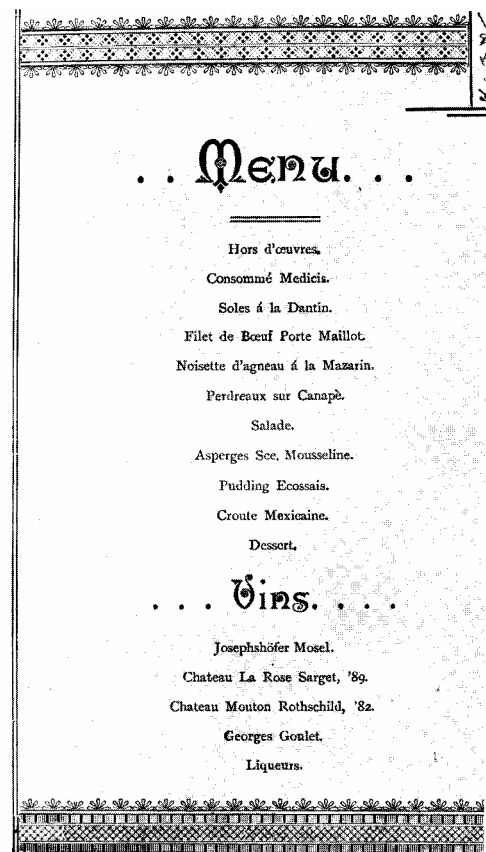 . . Menu. . .
Hors d'œuvres.
Consommé Medicis.
Soles á la Dantin.
Filet de Bœuf Porte Maillot.
Noisette d'agneau á la Mazarin.
Perdreaux sur Canapè.
Salade.
Asperges Sce. Mousseline.
Pudding Ecossais.
Croute Mexicaine.
Dessert.
. . . Vins. . . .
Josephshöfer Mosel.
Chateau La Rose Sarget, '89.
Chateau Mouton Rothschild, '82.
Georges Goulet.
Liqueurs.